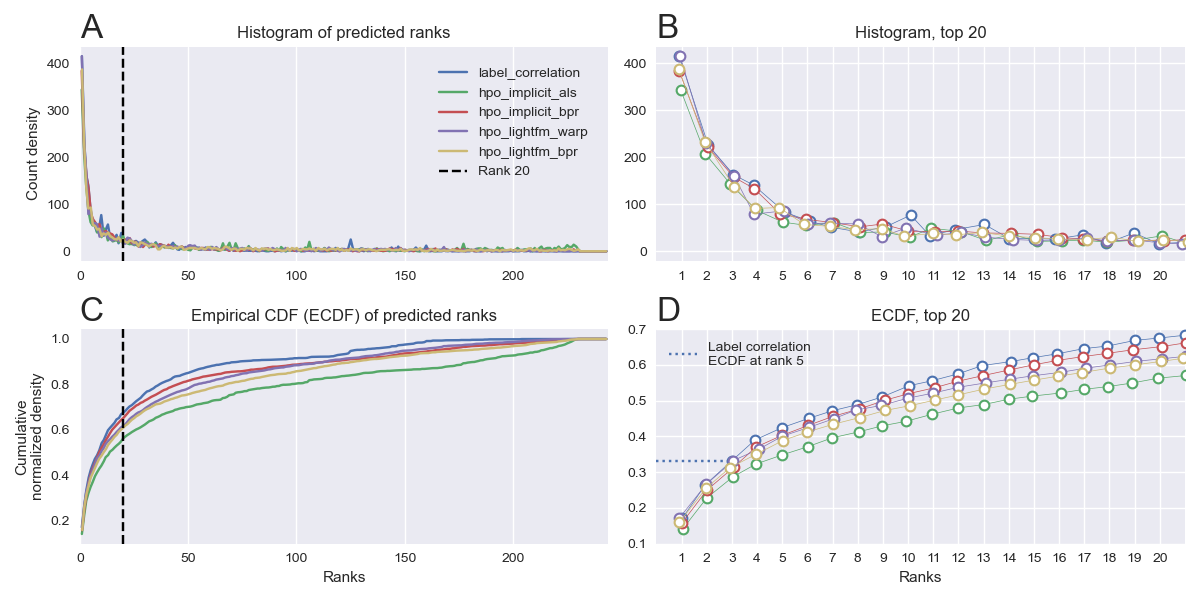 A
Histogram of predicted ranks
Count density
400
300
200
100
0
label_correlation
hpo_implicit_als
hpo_implicit_bpr
hpo_lightfm_warp
hpo_lightfm_bpr
Rank 20
0 50 100 150 200
B
Histogram, top 20
400
300
200
100
0
1 2 3 4 5 6 7 8 9 10 11 12 13 14 15 16 17 18 19 20
C
Empirical CDF (ECDF) of predicted ranks
Cumulative
normalized density
1.0
0.8
0.6
0.4
0.2
0 50 100 150 200
Ranks
D
ECDF, top 20
0.7
0.6
0.5
0.4
0.3
0.2
0.1
Label correlation
ECDF at rank 5
1 2 3 4 5 6 7 8 9 10 11 12 13 14 15 16 17 18 19 20
Ranks